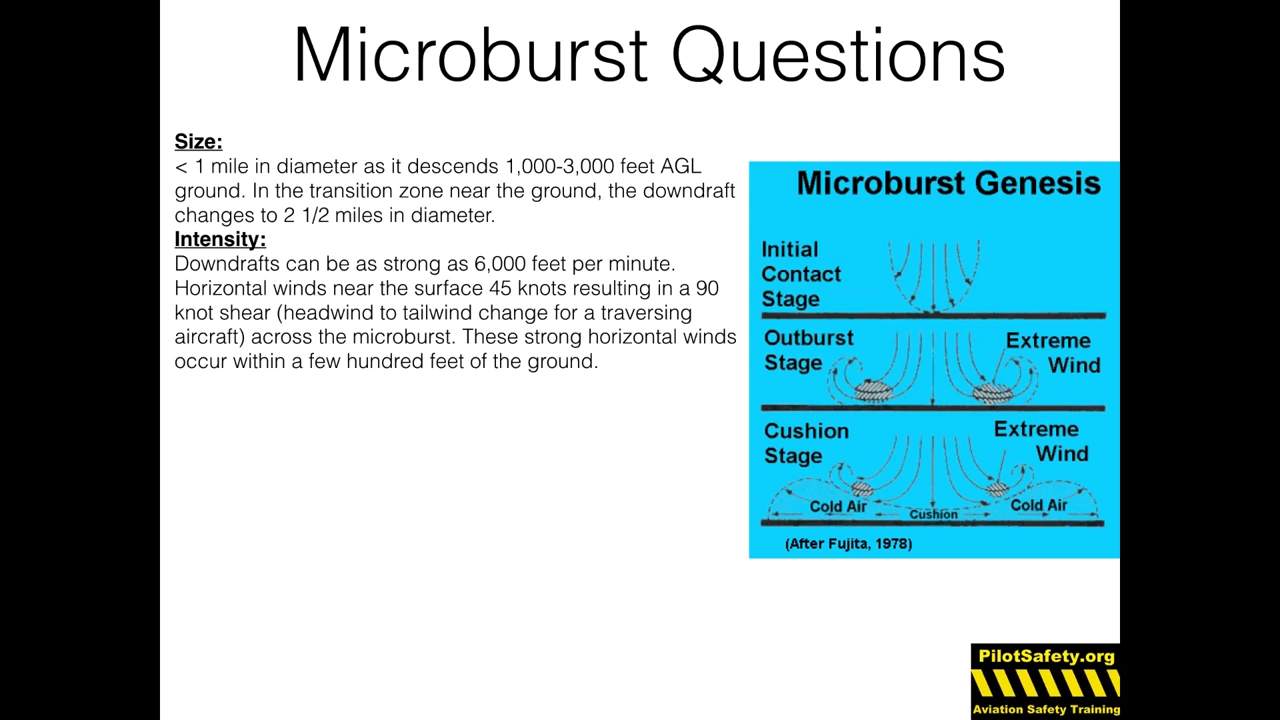 Microburst Questions
Size:
< 1 mile in diameter as it descends 1,000-3,000 feet AGL
ground. In the transition zone near the ground, the downdraft
changes to 2 1/2 miles in diameter.
Intensity:
Downdrafts can be as strong as 6,000 feet per minute.
Horizontal winds near the surface 45 knots resulting in a 90
knot shear (headwind to tailwind change for a traversing
aircraft) across the microburst. These strong horizontal winds
occur within a few hundred feet of the ground.
Microburst Genesis
Initial
Contact
Stage
Outburst
Stage
Extreme
Wind
Cushion
Stage
Extreme
Wind
Cold Air
Cushion
Cold Air
(After Fujita, 1978)
PilotSafety.org
Aviation Safety Training